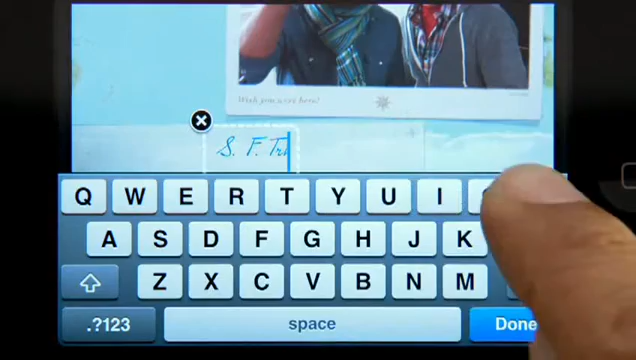 Wish you were here!
S. F. Tri
Q W E R T Y U I
A S D F G H J K
Z X C V B N M
.?123 space Done